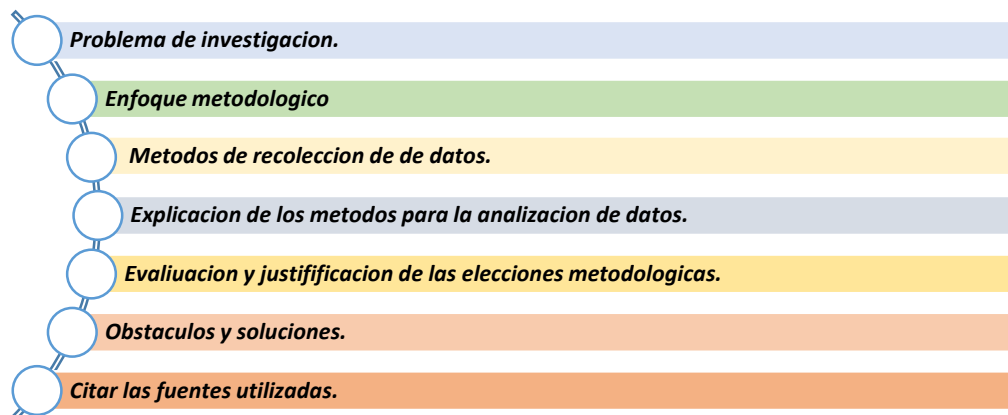 Problema de investigacion.
Enfoque metodologico
Metodos de recoleccion de de datos.
Explicacion de los metodos para la analizacion de datos.
Evaliuacion y justifificacion de las elecciones metodologicas.
Obstaculos y soluciones.
Citar las fuentes utilizadas.